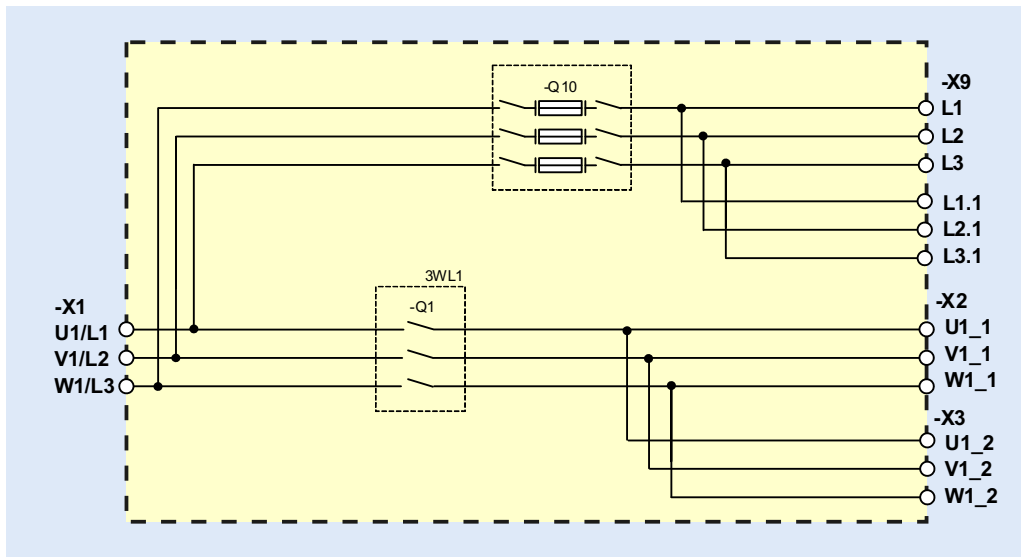 -Q10
-X9
L1
L2
L3
L1.1
L2.1
L3.1
3WL1
-Q1
-X1
U1/L1
V1/L2
W1/L3
-X2
U1_1
V1_1
W1_1
-X3
U1_2
V1_2
W1_2